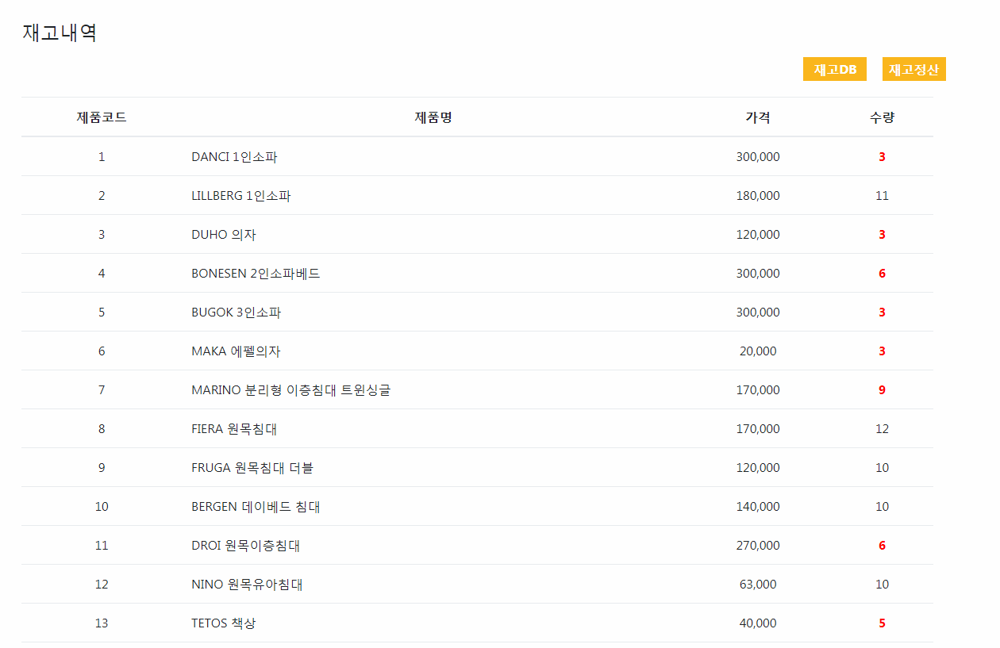 재고내역
재고DB 재고정산
제품코드 제품명 가격 수량
1 DANCI 1인소파 300,000 3
2 LILLBERG 1인소파 180,000 11
3 DUHO 의자 120,000 3
4 BONESEN 2인소파베드 300,000 6
5 BUGOK 3인소파 300,000 3
6 MAKA 에펠의자 20,000 3
7 MARINO 분리형 이층침대 트윈싱글 170,000 9
8 FIERA 원목침대 170,000 12
9 FRUGA 원목침대 더블 120,000 10
10 BERGEN 데이베드 침대 140,000 10
11 DROI 원목이층침대 270,000 6
12 NINO 원목유아침대 63,000 10
13 TETOS 책상 40,000 5